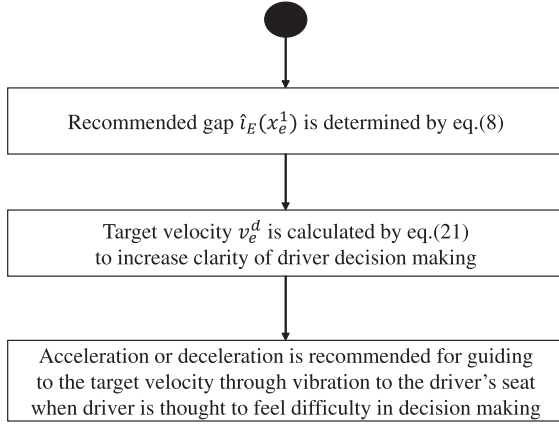 Recommended gap î_E(x_e^1) is determined by eq.(8)
Target velocity v_e^d is calculated by eq.(21)
to increase clarity of driver decision making
Acceleration or deceleration is recommended for guiding
to the target velocity through vibration to the driver's seat
when driver is thought to feel difficulty in decision making